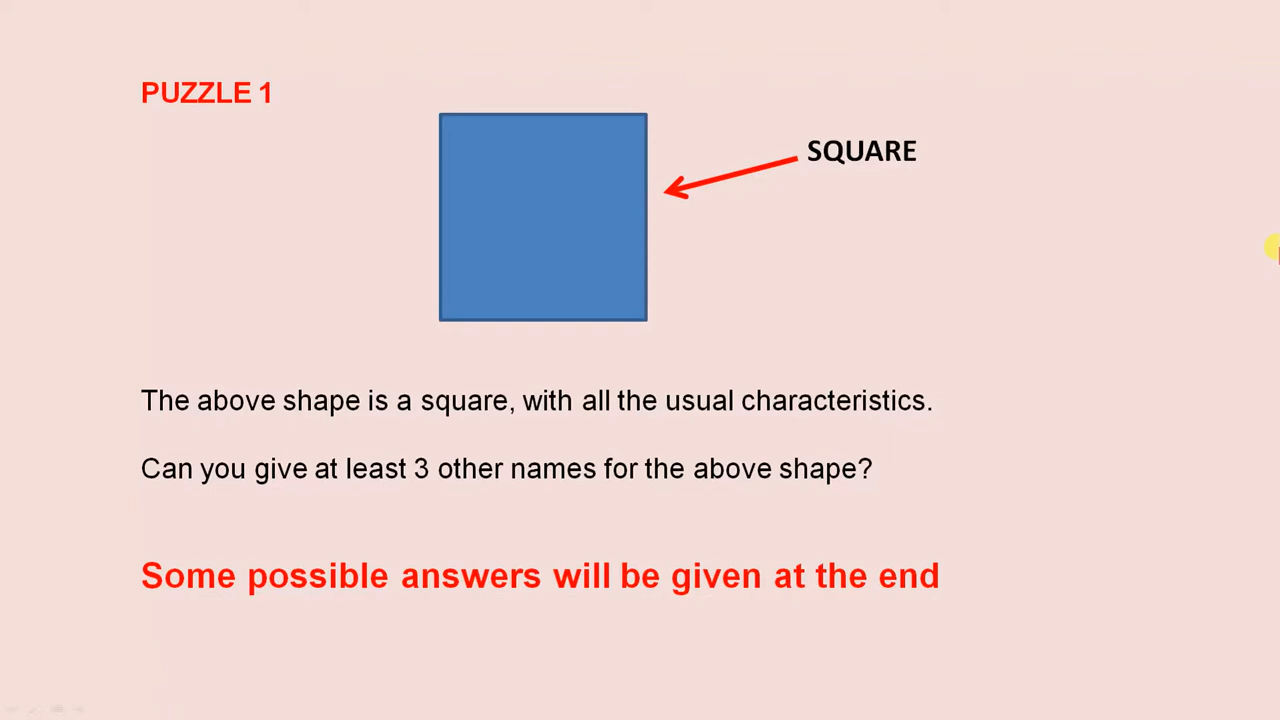 PUZZLE 1
SQUARE
The above shape is a square, with all the usual characteristics.
Can you give at least 3 other names for the above shape?
Some possible answers will be given at the end